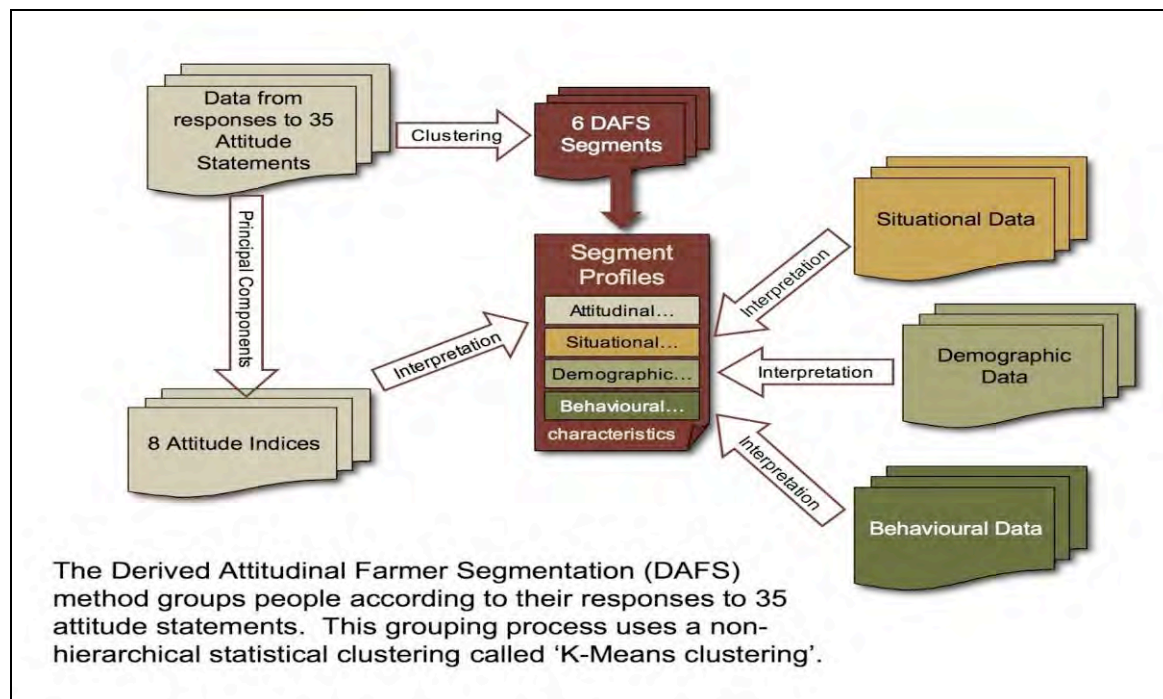 Data from
responses to 35
Attitude
Statements
Clustering
6 DAFS
Segments
Principal Components
Situational Data
Segment
Profiles
Interpretation
Attitudinal...
Situational...
Demographic...
Behavioural...
characteristics
Interpretation
Interpretation
Demographic
Data
8 Attitude Indices
Interpretation
Behavioural Data
The Derived Attitudinal Farmer Segmentation (DAFS)
method groups people according to their responses to 35
attitude statements.  This grouping process uses a non-
hierarchical statistical clustering called ‘K-Means clustering’.